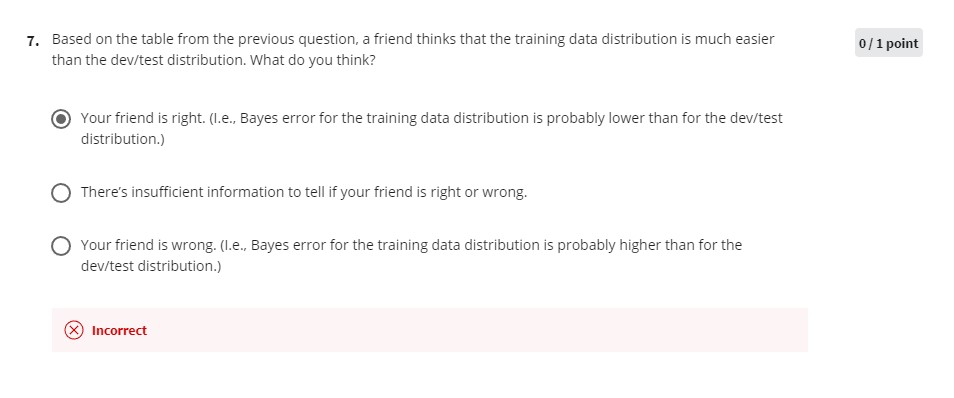 7. Based on the table from the previous question, a friend thinks that the training data distribution is much easier
than the dev/test distribution. What do you think?
0 / 1 point
Your friend is right. (I.e., Bayes error for the training data distribution is probably lower than for the dev/test
distribution.)
There’s insufficient information to tell if your friend is right or wrong.
Your friend is wrong. (I.e., Bayes error for the training data distribution is probably higher than for the
dev/test distribution.)
Incorrect